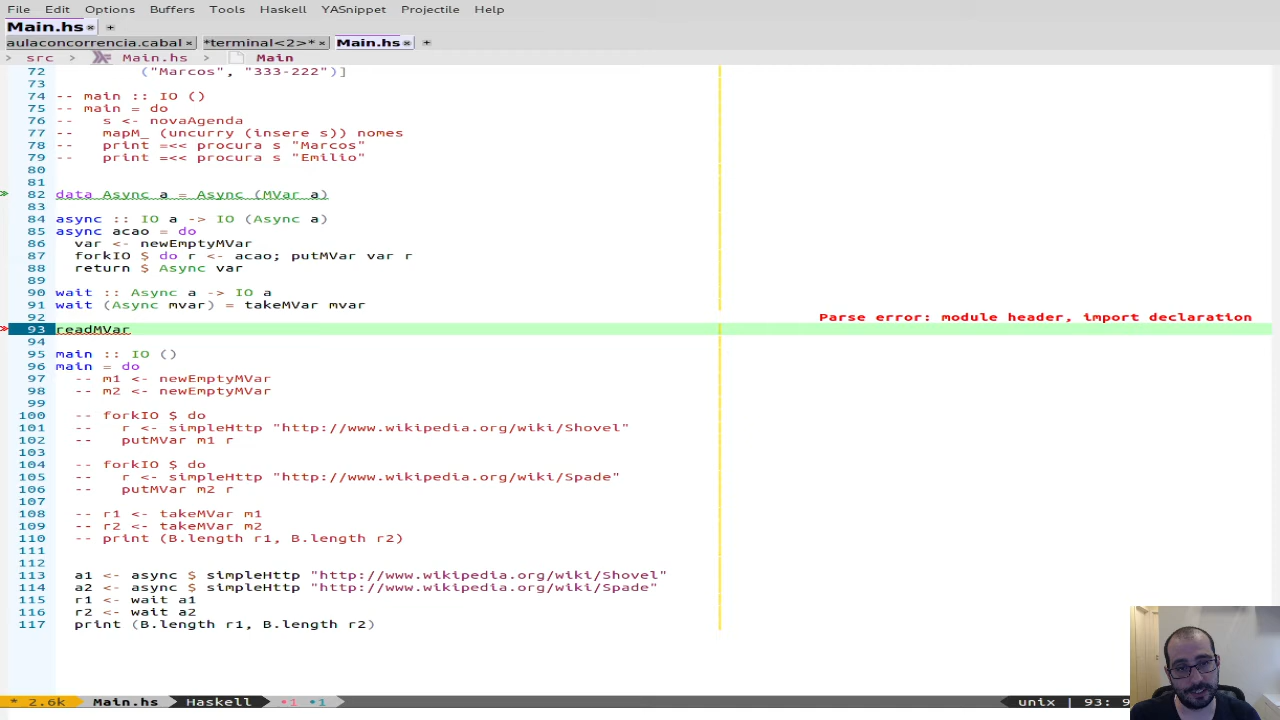 File Edit Options Buffers Tools Haskell YASnippet Projectile Help
Main.hs × +
aulaconcorrencia.cabal × *terminal<2>* × Main.hs × +
> src > Main.hs > Main
72 ("Marcos", "333-222")]
73
74 -- main :: IO ()
75 -- main = do
76 --   s <- novaAgenda
77 --   mapM_ (uncurry (insere s)) nomes
78 --   print =<< procura s "Marcos"
79 --   print =<< procura s "Emilio"
80
81
82 data Async a = Async (MVar a)
83
84 async :: IO a -> IO (Async a)
85 async acao = do
86   var <- newEmptyMVar
87   forkIO $ do r <- acao; putMVar var r
88   return $ Async var
89
90 wait :: Async a -> IO a
91 wait (Async mvar) = takeMVar mvar
92 Parse error: module header, import declaration
93 readMVar
94
95 main :: IO ()
96 main = do
97   -- m1 <- newEmptyMVar
98   -- m2 <- newEmptyMVar
99
100   -- forkIO $ do
101   --   r <- simpleHttp "http://www.wikipedia.org/wiki/Shovel"
102   --   putMVar m1 r
103
104   -- forkIO $ do
105   --   r <- simpleHttp "http://www.wikipedia.org/wiki/Spade"
106   --   putMVar m2 r
107
108   -- r1 <- takeMVar m1
109   -- r2 <- takeMVar m2
110   -- print (B.length r1, B.length r2)
111
112
113   a1 <- async $ simpleHttp "http://www.wikipedia.org/wiki/Shovel"
114   a2 <- async $ simpleHttp "http://www.wikipedia.org/wiki/Spade"
115   r1 <- wait a1
116   r2 <- wait a2
117   print (B.length r1, B.length r2)
* 2.6k Main.hs Haskell •1 •1 unix | 93: 9